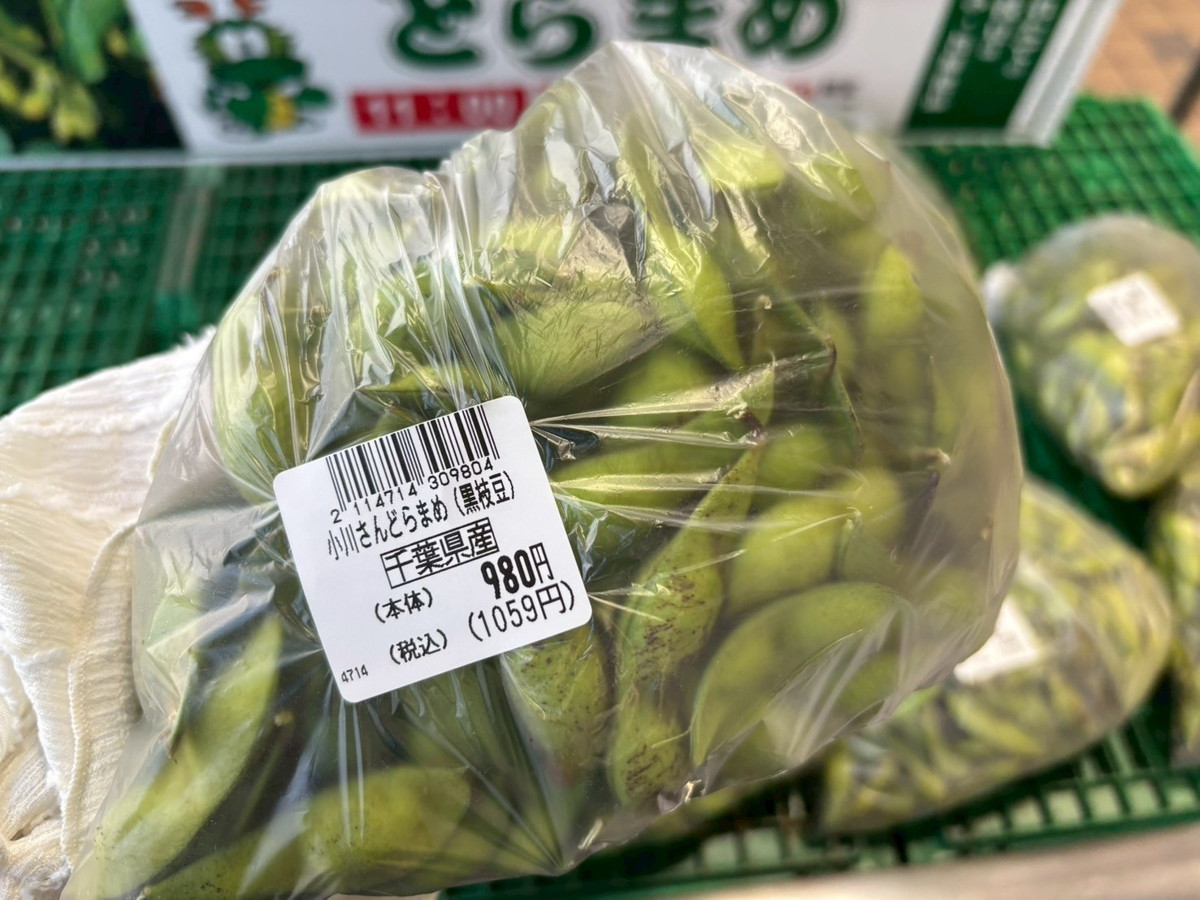 どらまめ
2 114714 309804
小川さんどらまめ(黒枝豆)
千葉県産
(本体) 980円
(税込) (1059円)
4714